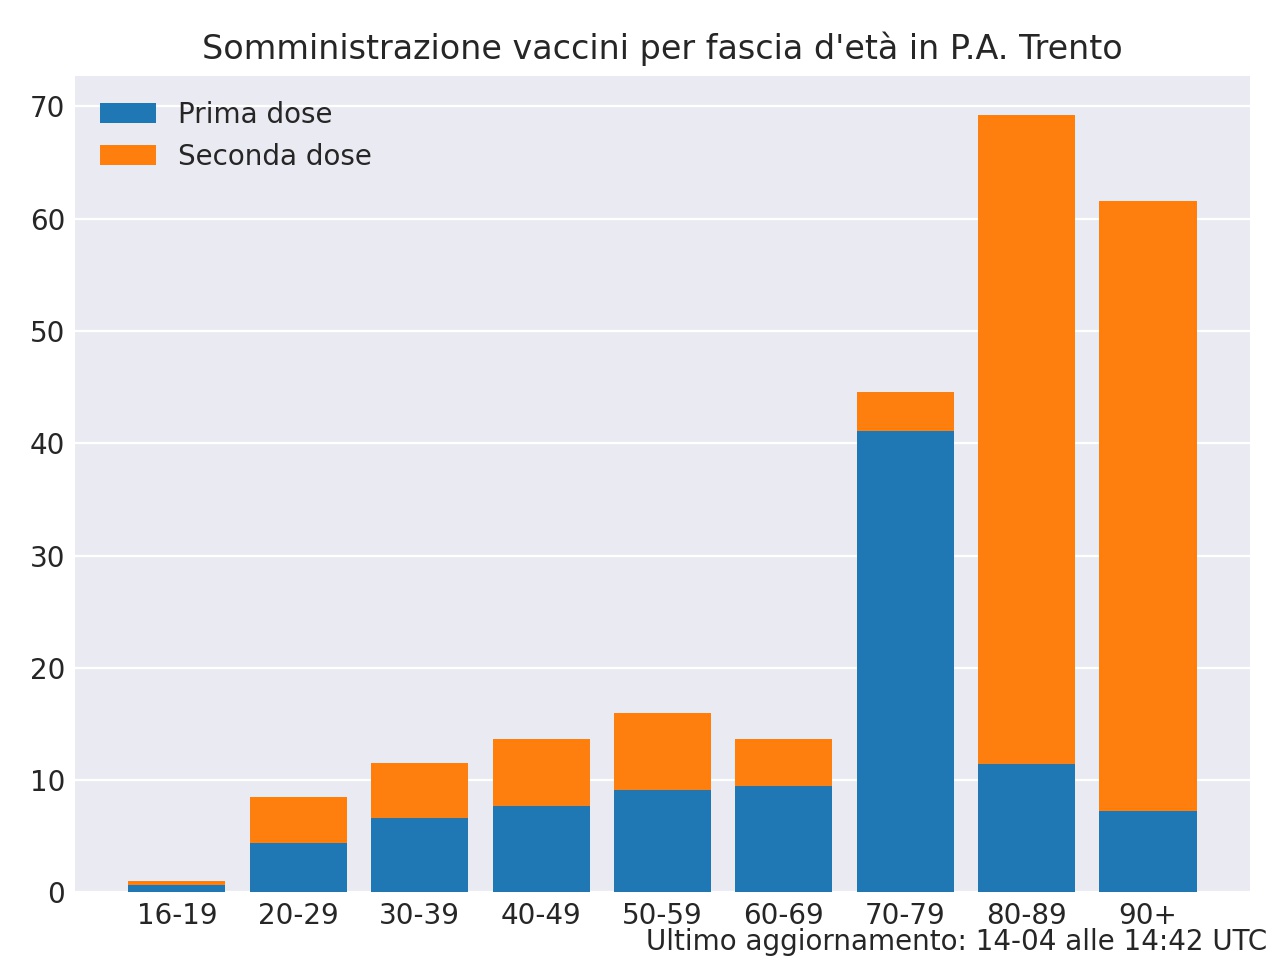 Somministrazione vaccini per fascia d'età in P.A. Trento
Prima dose
Seconda dose
70
60
50
40
30
20
10
0
16-19 20-29 30-39 40-49 50-59 60-69 70-79 80-89 90+
Ultimo aggiornamento: 14-04 alle 14:42 UTC